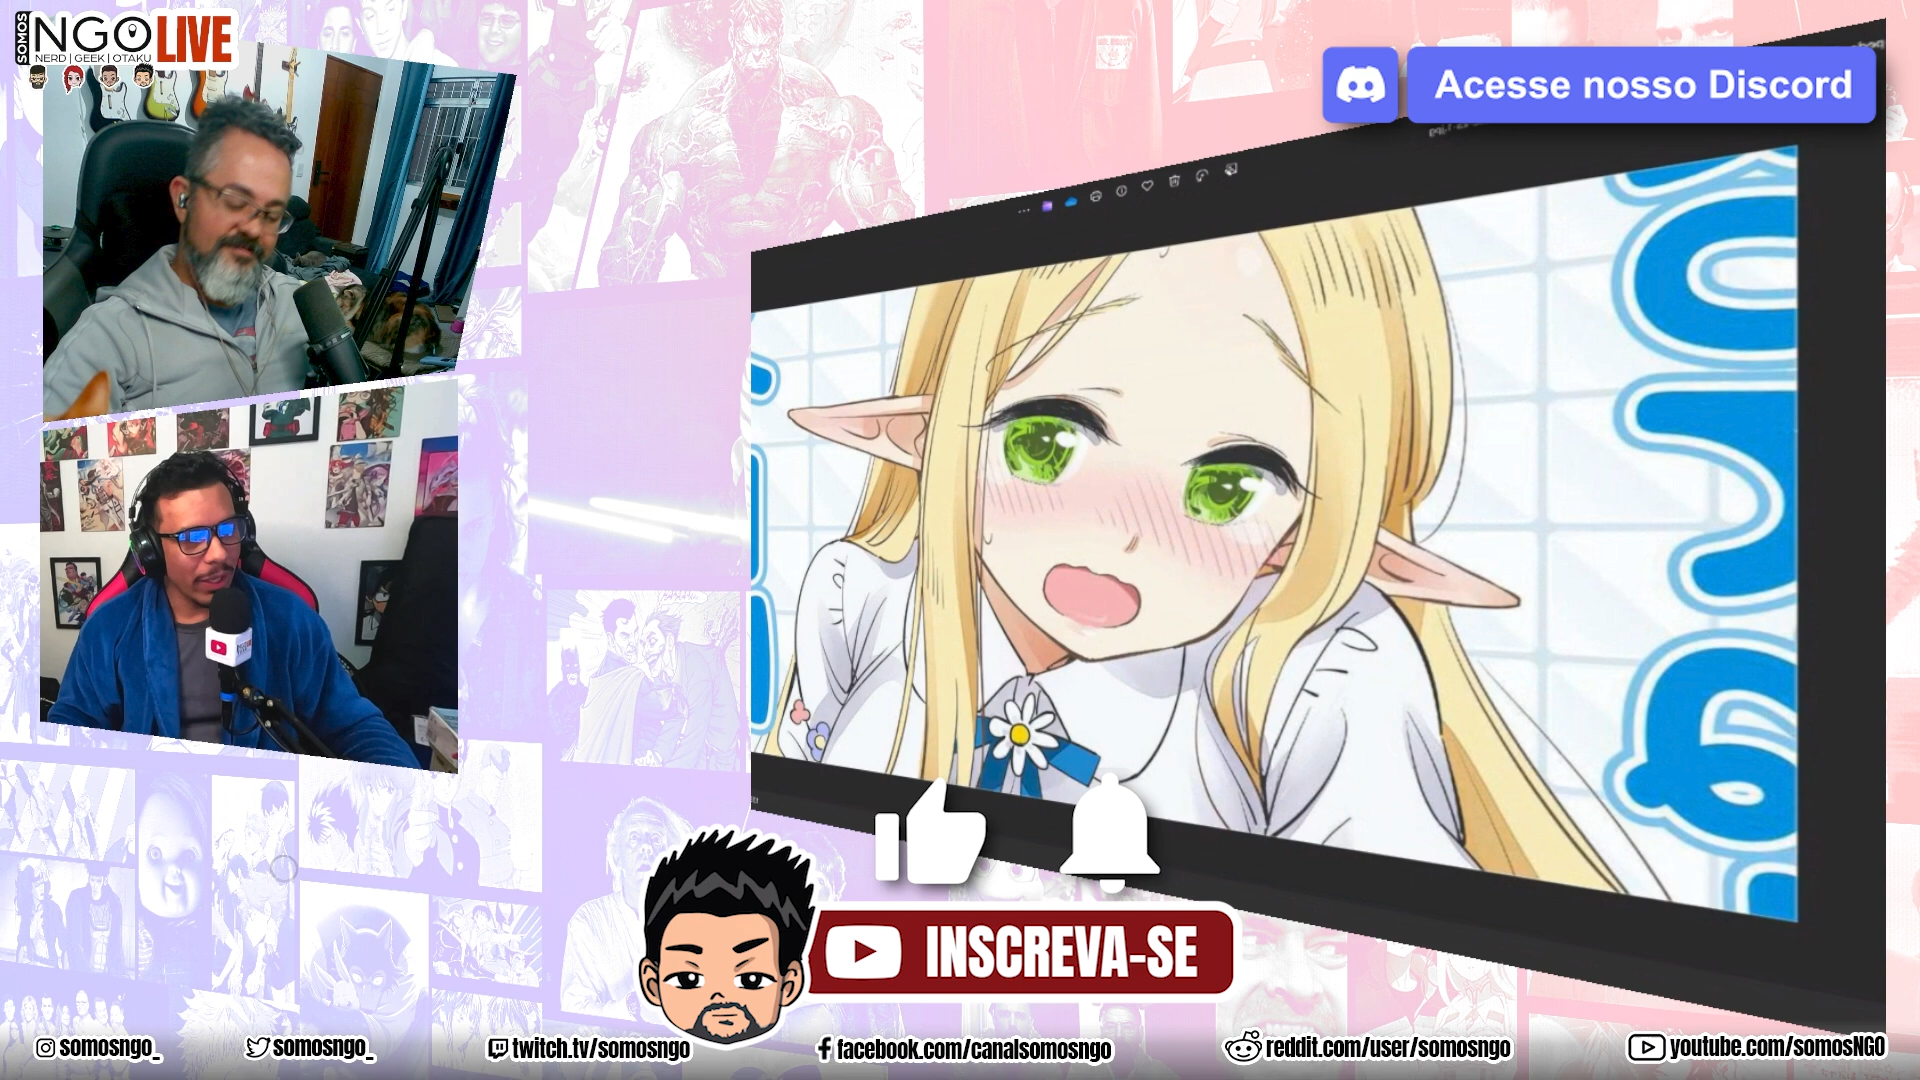 SOMOS
NGO LIVE
NERD | GEEK | OTAKU
Acesse nosso Discord
INSCREVA-SE
somosngo_
somosngo_
twitch.tv/somosngo
facebook.com/canalsomosngo
reddit.com/user/somosngo
youtube.com/somosNGO